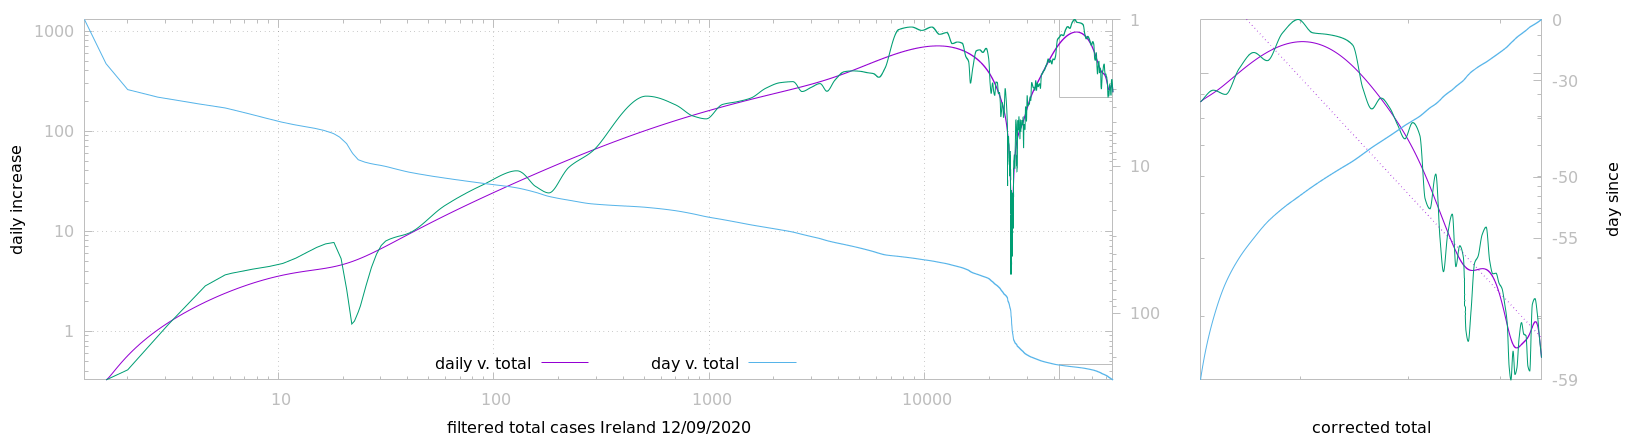 1000
100
10
1
daily increase
10
100
1000
10000
filtered total cases Ireland 12/09/2020
daily v. total
day v. total
1
10
100
0
-30
-50
-55
-59
day since
corrected total